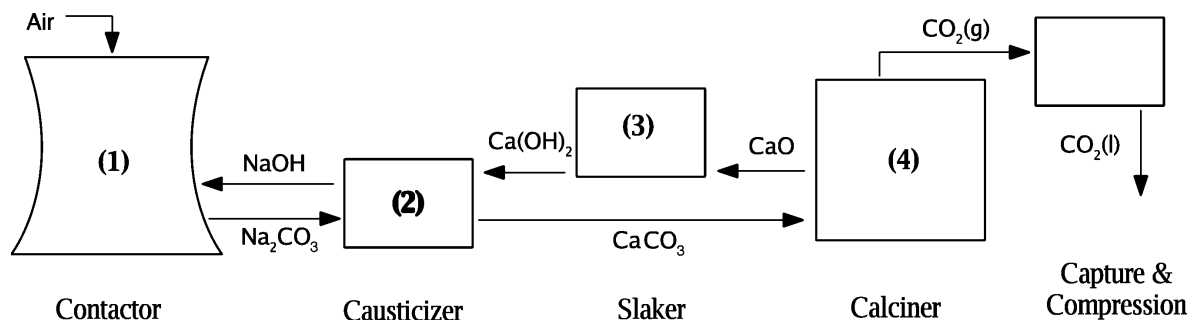 Air
CO₂(g)
(3)
Ca(OH)₂
CaO
CO₂(l)
(1)
NaOH
(2)
(4)
Na₂CO₃
CaCO₃
Contactor
Causticizer
Slaker
Calciner
Capture &
Compression